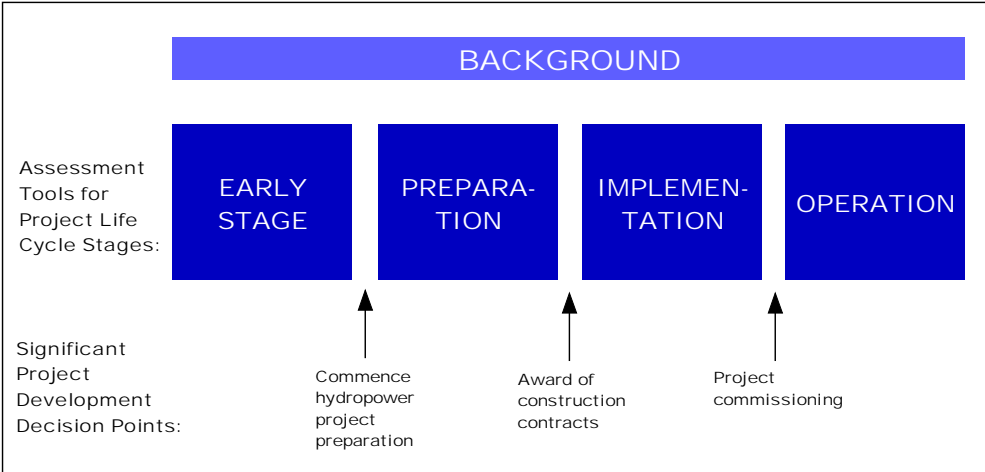 BACKGROUND
Assessment
Tools for
Project Life
Cycle Stages:
EARLY
STAGE
PREPARA-
TION
IMPLEMEN-
TATION
OPERATION
Significant
Project
Development
Decision Points:
Commence
hydropower
project
preparation
Award of
construction
contracts
Project
commissioning